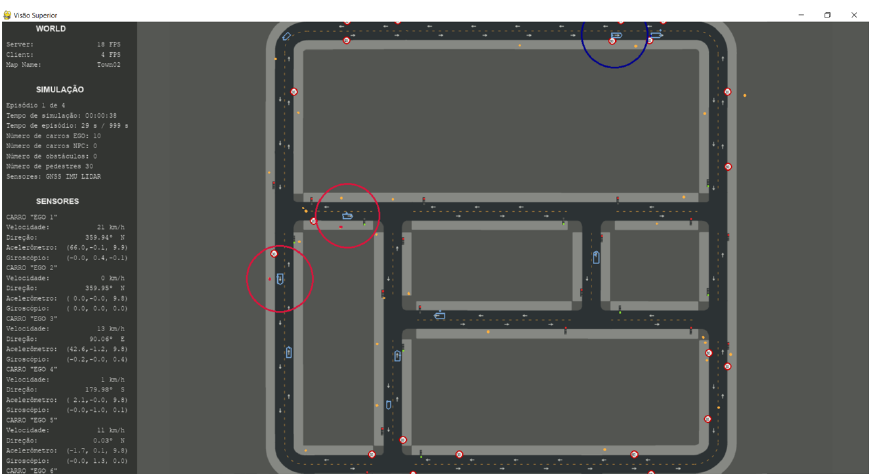 Visão Superior
WORLD
Server: 18 FPS
Client: 4 FPS
Map Name: Town02
SIMULAÇÃO
Episódio 1 de 4
Tempo de simulação: 00:00:38
Tempo de episódio: 29 s / 999 s
Número de carros EGO: 10
Número de carros NPC: 0
Número de obstáculos: 0
Número de pedestres 30
Sensores: GNSS IMU LIDAR
SENSORES
CARRO "EGO 1"
Velocidade: 21 km/h
Direção: 359.94° N
Acelerômetro: (66.0,-0.1, 9.8)
Giroscópio: (-0.0, 0.4,-0.1)
CARRO "EGO 2"
Velocidade: 0 km/h
Direção: 359.95° N
Acelerômetro: ( 0.0,-0.0, 9.8)
Giroscópio: ( 0.0, 0.0, 0.0)
CARRO "EGO 3"
Velocidade: 13 km/h
Direção: 90.06° E
Acelerômetro: (42.6,-1.2, 9.8)
Giroscópio: (-0.2,-0.0, 0.4)
CARRO "EGO 4"
Velocidade: 1 km/h
Direção: 179.98° S
Acelerômetro: ( 2.1,-0.0, 9.8)
Giroscópio: (-0.0,-1.0, 0.1)
CARRO "EGO 5"
Velocidade: 11 km/h
Direção: 0.03° N
Acelerômetro: (-1.7, 0.1, 9.8)
Giroscópio: (-0.0, 1.3, 0.0)
CARRO "EGO 6"